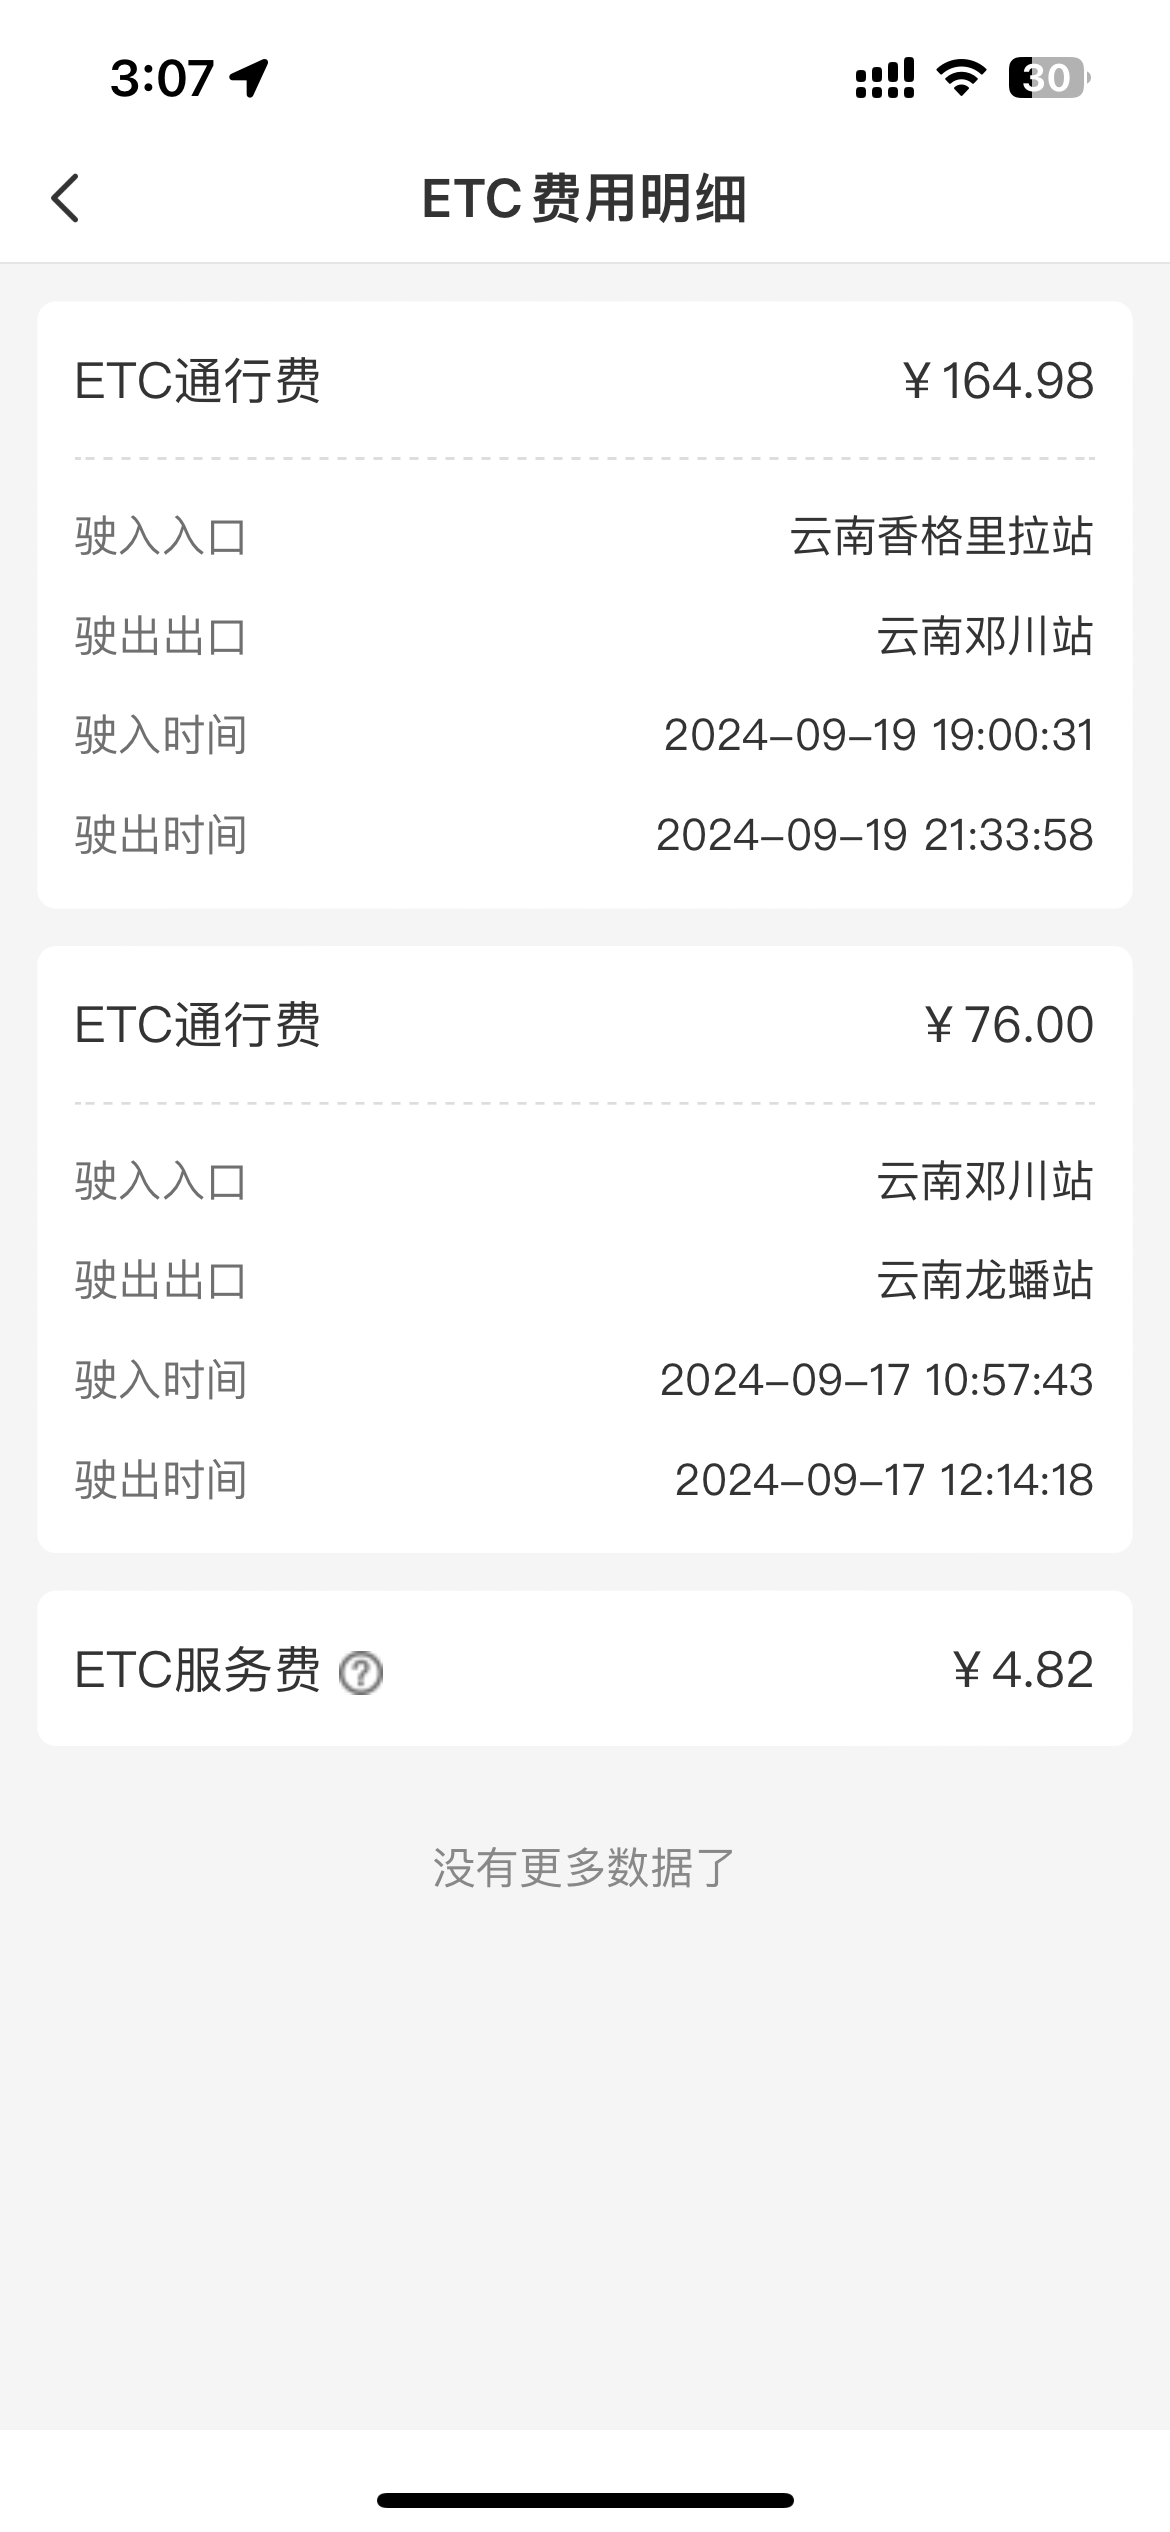 3:07
30
ETC费用明细
ETC通行费 ¥164.98
驶入入口 云南香格里拉站
驶出出口 云南邓川站
驶入时间 2024-09-19 19:00:31
驶出时间 2024-09-19 21:33:58
ETC通行费 ¥76.00
驶入入口 云南邓川站
驶出出口 云南龙蟠站
驶入时间 2024-09-17 10:57:43
驶出时间 2024-09-17 12:14:18
ETC服务费 ? ¥4.82
没有更多数据了